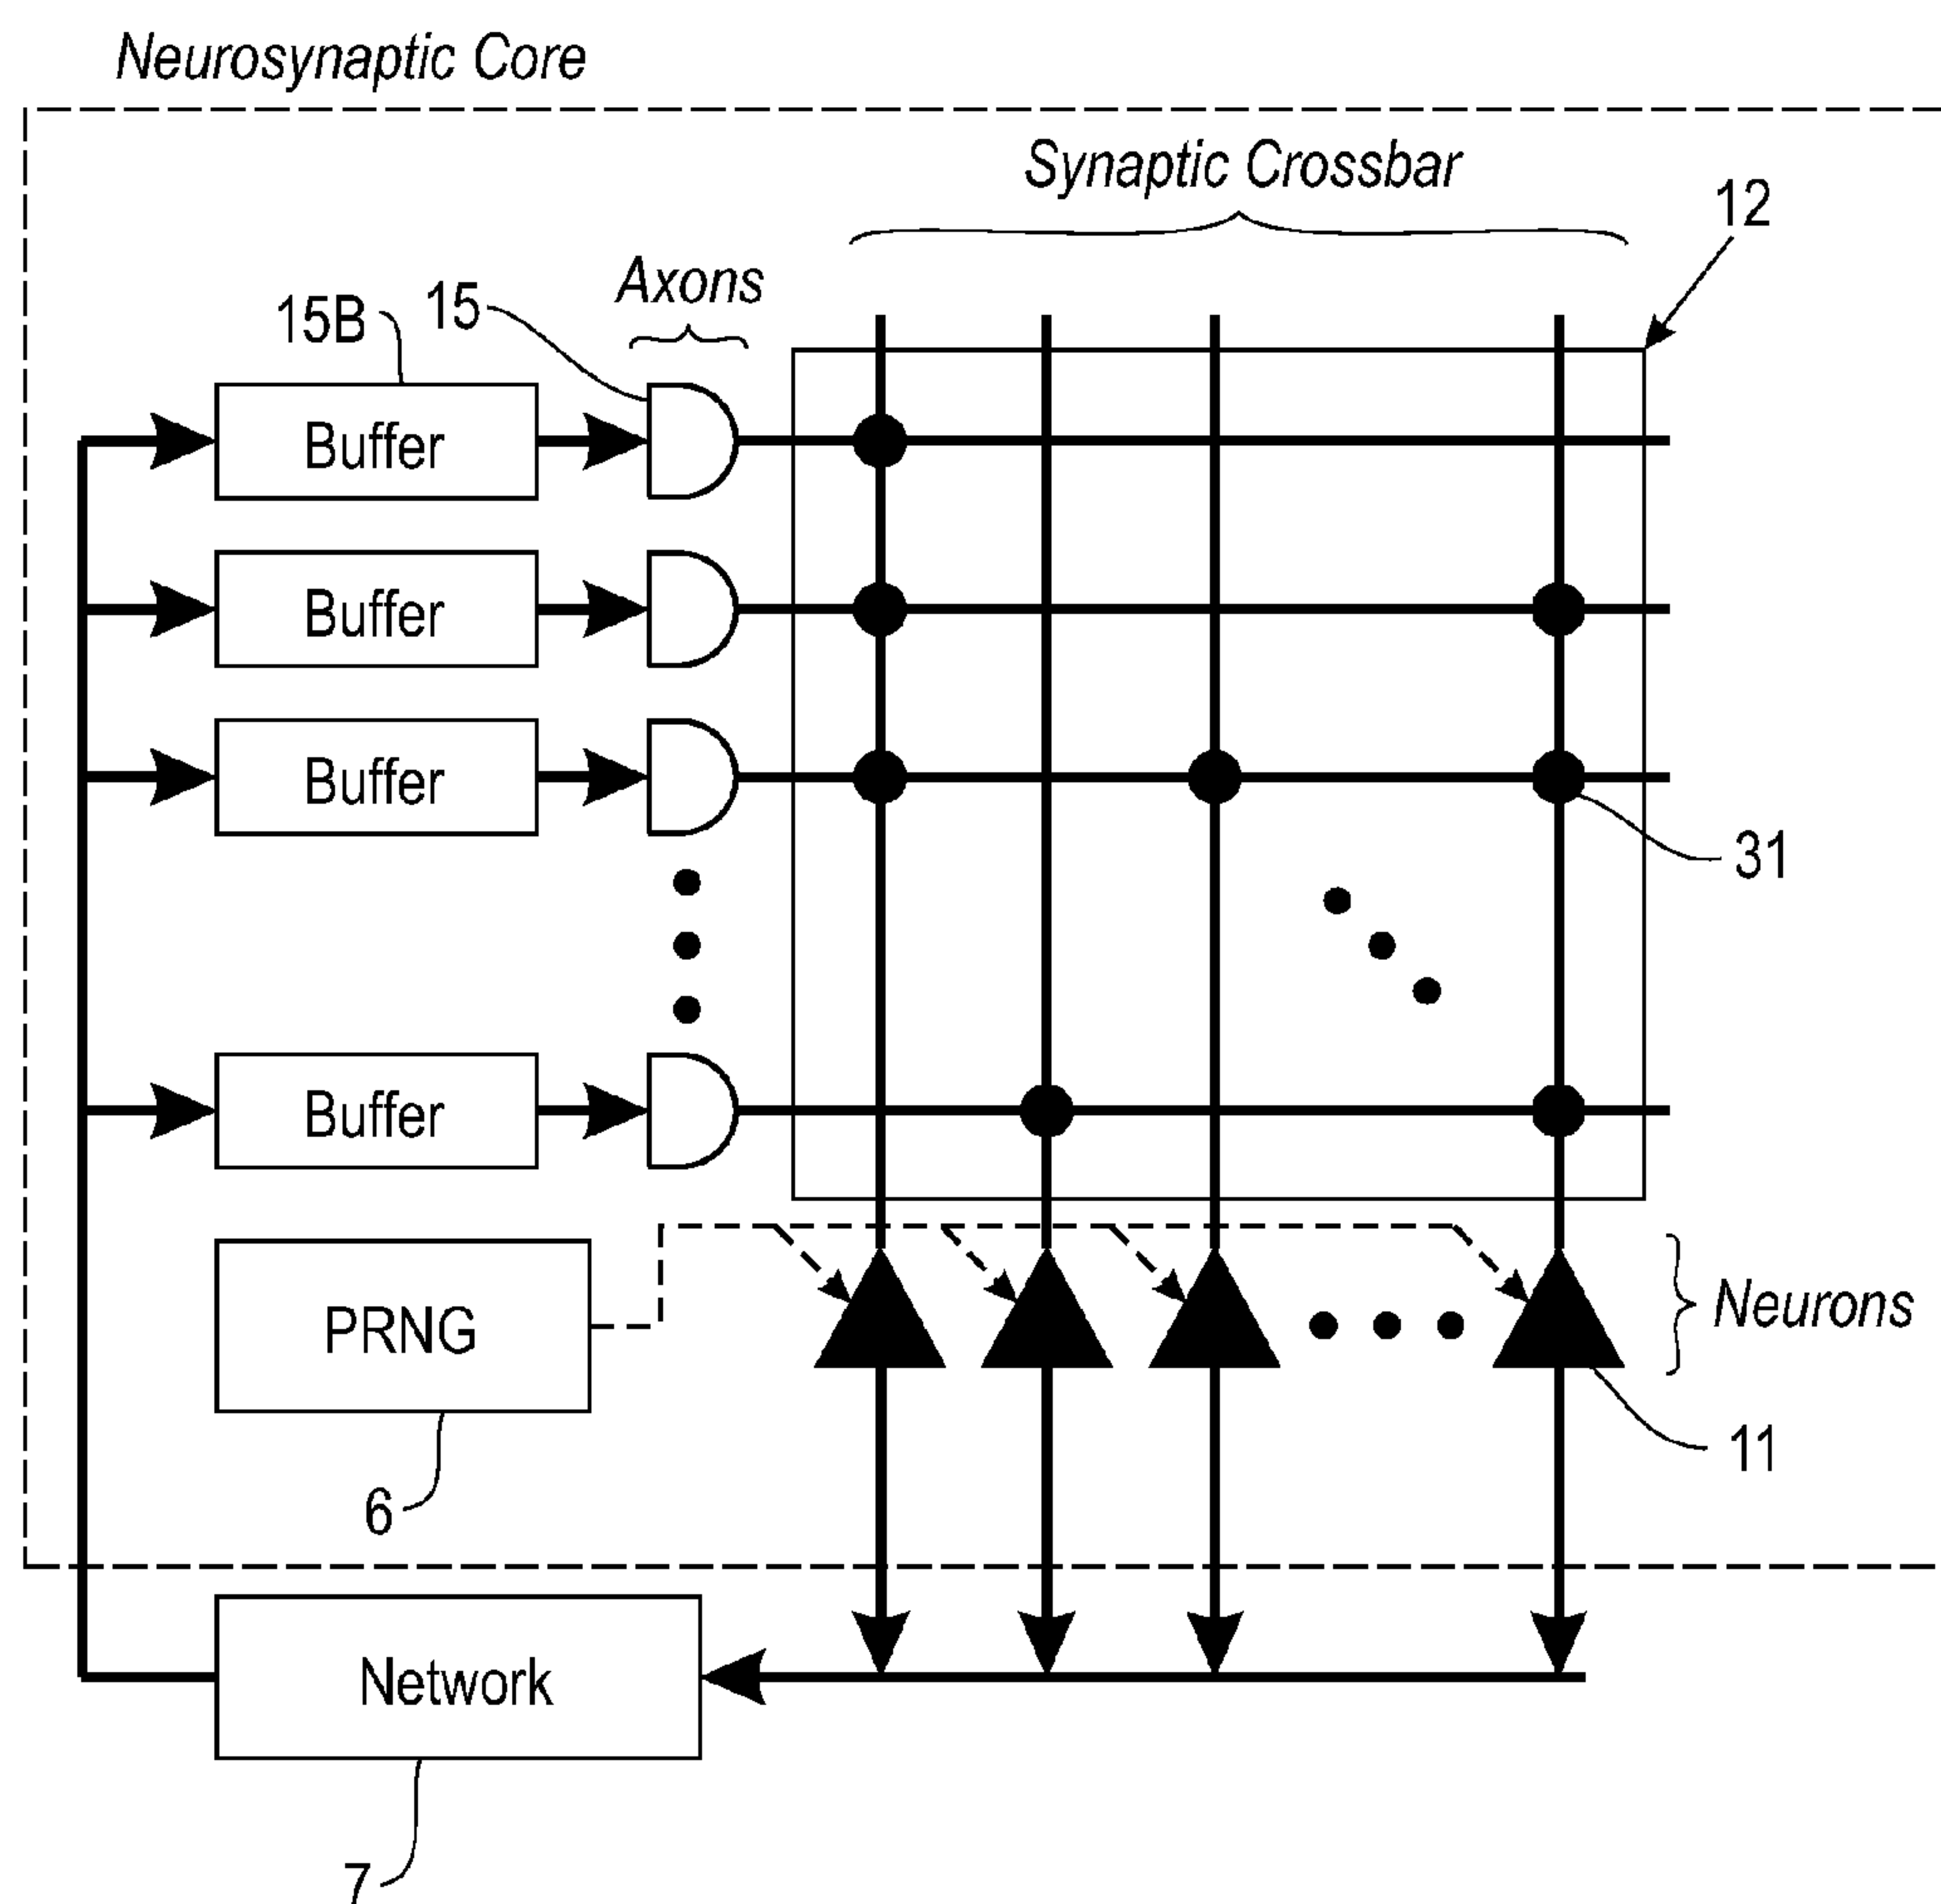 Neurosynaptic Core
Synaptic Crossbar
12
Axons
15B
15
Buffer
Buffer
Buffer
31
Buffer
PRNG
Neurons
11
6
Network
7